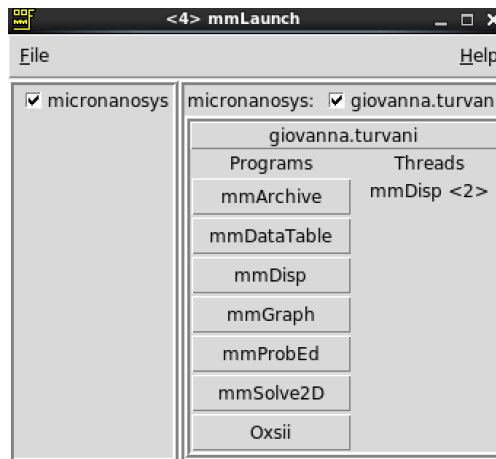 <4> mmLaunch
File Help
micronanosys
micronanosys: giovanna.turvan
giovanna.turvani
Programs Threads
mmArchive mmDisp <2>
mmDataTable
mmDisp
mmGraph
mmProbEd
mmSolve2D
Oxsii